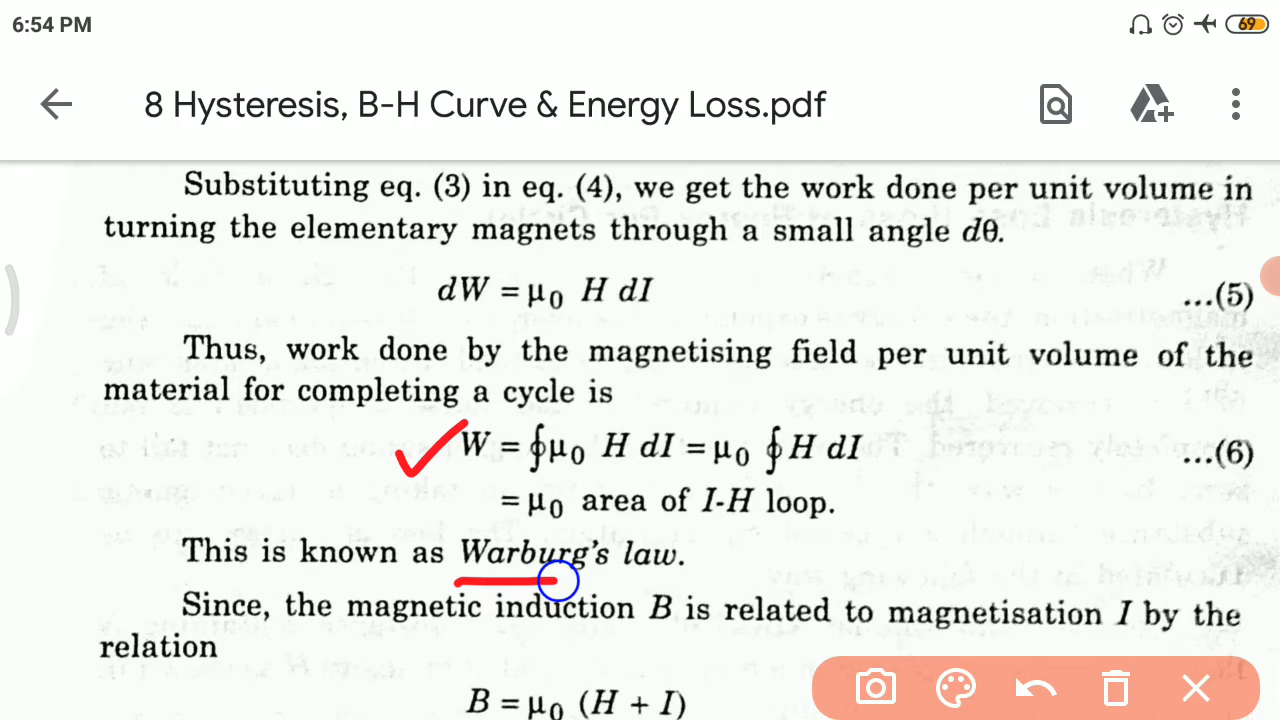 6:54 PM
69
8 Hysteresis, B-H Curve & Energy Loss.pdf
Substituting eq. (3) in eq. (4), we get the work done per unit volume in
turning the elementary magnets through a small angle dθ.
dW = μ₀ H dI ...(5)
Thus, work done by the magnetising field per unit volume of the
material for completing a cycle is
W = ∮μ₀ H dI = μ₀ ∮H dI ...(6)
= μ₀ area of I-H loop.
This is known as Warburg's law.
Since, the magnetic induction B is related to magnetisation I by the
relation
B = μ₀ (H + I)